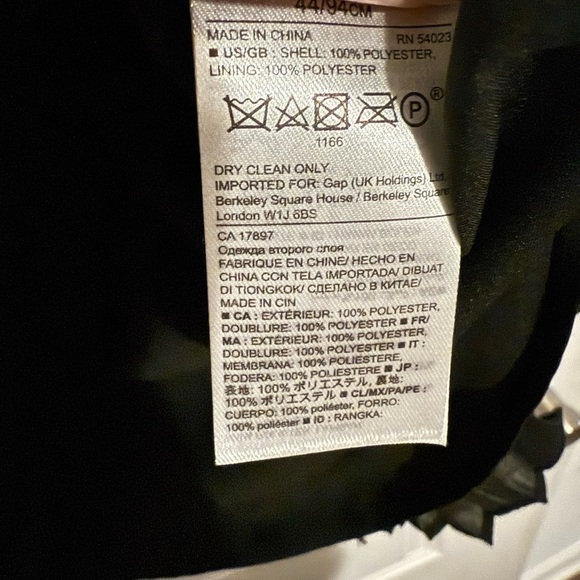 44/94CM
MADE IN CHINA RN 54023
■ US/GB : SHELL: 100% POLYESTER,
LINING: 100% POLYESTER
P ®
1166
DRY CLEAN ONLY
IMPORTED FOR: Gap (UK Holdings) Ltd.
Berkeley Square House / Berkeley Square
London W1J 6BS
CA 17897
Одежда второго слоя
FABRIQUE EN CHINE/ HECHO EN
CHINA CON TELA IMPORTADA/ DIBUAT
DI TIONGKOK/ СДЕЛАНО В КИТАЕ/
MADE IN CIN
■ CA : EXTÉRIEUR: 100% POLYESTER,
DOUBLURE: 100% POLYESTER ■ FR/
MA : EXTÉRIEUR: 100% POLYESTER,
DOUBLURE: 100% POLYESTER ■ IT :
MEMBRANA: 100% POLIESTERE,
FODERA: 100% POLIESTERE ■ JP :
表地: 100% ポリエステル, 裏地:
100% ポリエステル ■ CL/MX/PA/PE :
CUERPO: 100% poliéster, FORRO:
100% poliéster ■ ID : RANGKA: